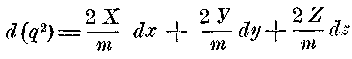 d(q²) = 2X/m dx + 2Y/m dy + 2Z/m dz